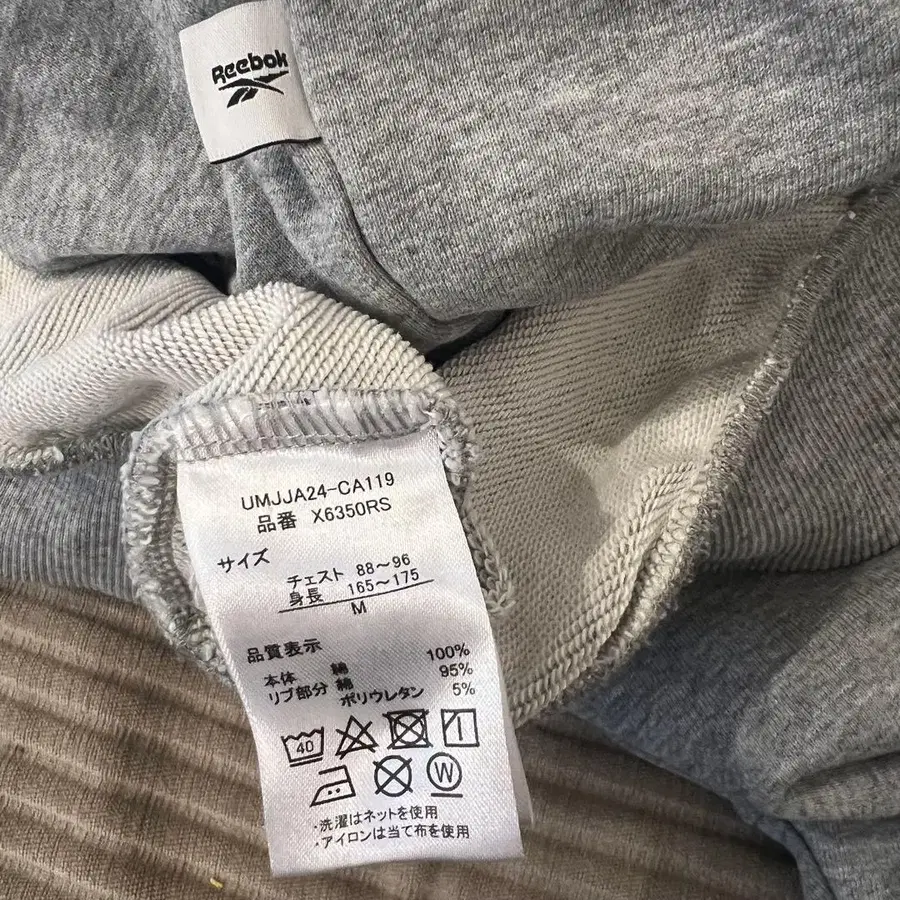 Reebok
UMJJA24-CA119
品番 X6350RS
サイズ
チェスト 88～96
身長 165～175
M
品質表示
本体 綿 100%
リブ部分 綿 95%
ポリウレタン 5%
40
W
・洗濯はネットを使用
・アイロンは当て布を使用